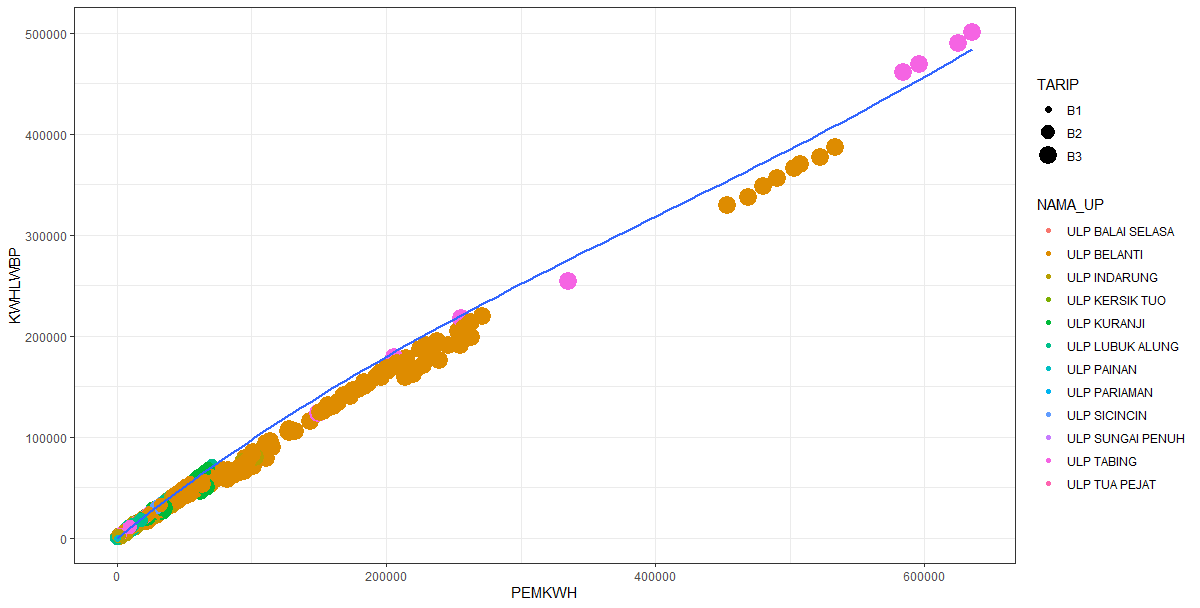 500000
400000
300000
200000
100000
0
KWHLWBP
0
200000
400000
600000
PEMKWH
TARIP
B1
B2
B3
NAMA_UP
ULP BALAI SELASA
ULP BELANTI
ULP INDARUNG
ULP KERSIK TUO
ULP KURANJI
ULP LUBUK ALUNG
ULP PAINAN
ULP PARIAMAN
ULP SICINCIN
ULP SUNGAI PENUH
ULP TABING
ULP TUA PEJAT